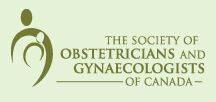 THE SOCIETY OF
OBSTETRICIANS AND
GYNAECOLOGISTS
OF CANADA